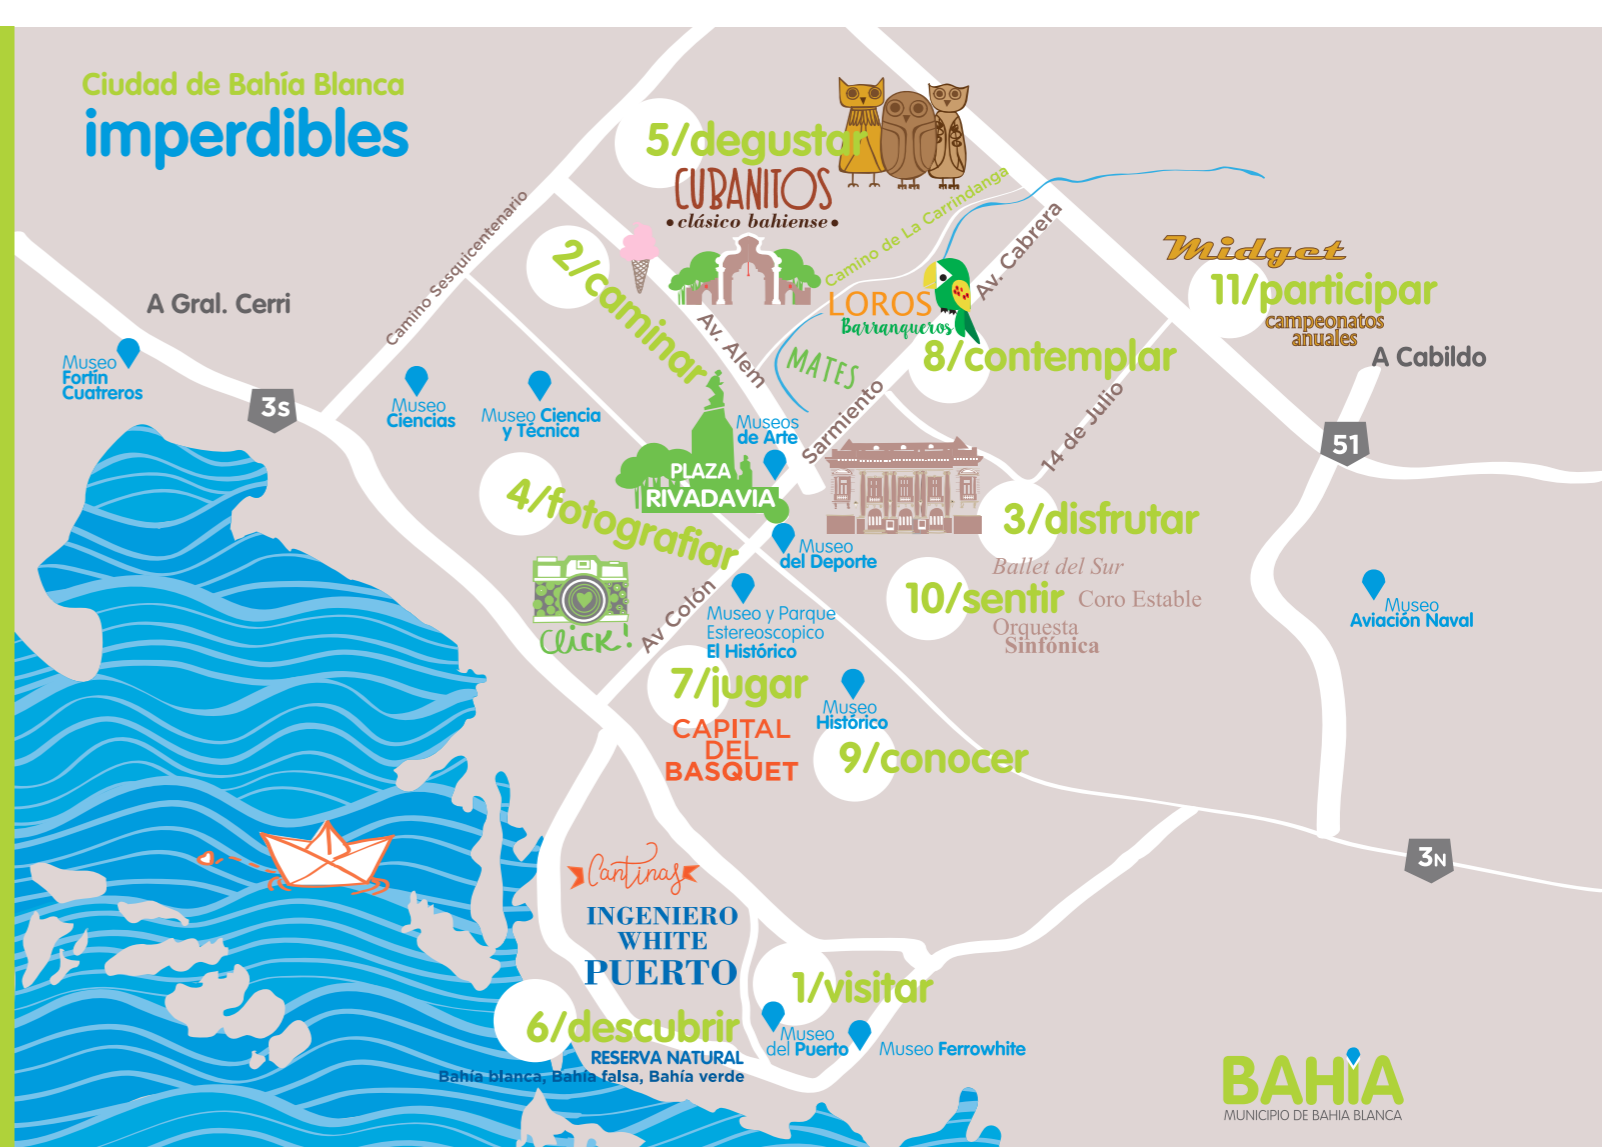 Ciudad de Bahía Blanca
imperdibles
5/degustar
CUBANITOS
• clásico bahiense •
Camino Sesquicentenario
2/caminar
Av. Alem
Camino de La Carrindanga
Av. Cabrera
LOROS
Barranqueros
MATES
8/contemplar
Midget
11/participar
campeonatos
anuales
A Cabildo
A Gral. Cerri
Museo
Fortín
Cuatreros
3S
Museo
Ciencias
Museo Ciencia
y Técnica
Museos
de Arte
Sarmiento
14 de Julio
51
PLAZA
RIVADAVIA
4/fotografiar
Click!
3/disfrutar
Ballet del Sur
10/sentir
Coro Estable
Orquesta
Sinfónica
Museo
del Deporte
Av Colón
Museo y Parque
Estereoscopico
El Histórico
Museo
Aviación Naval
7/jugar
CAPITAL
DEL
BASQUET
Museo
Histórico
9/conocer
3N
Cantinas
INGENIERO
WHITE
PUERTO
1/visitar
6/descubrir
RESERVA NATURAL
Bahía blanca, Bahía falsa, Bahía verde
Museo
del Puerto
Museo Ferrowhite
BAHÍA
MUNICIPIO DE BAHIA BLANCA